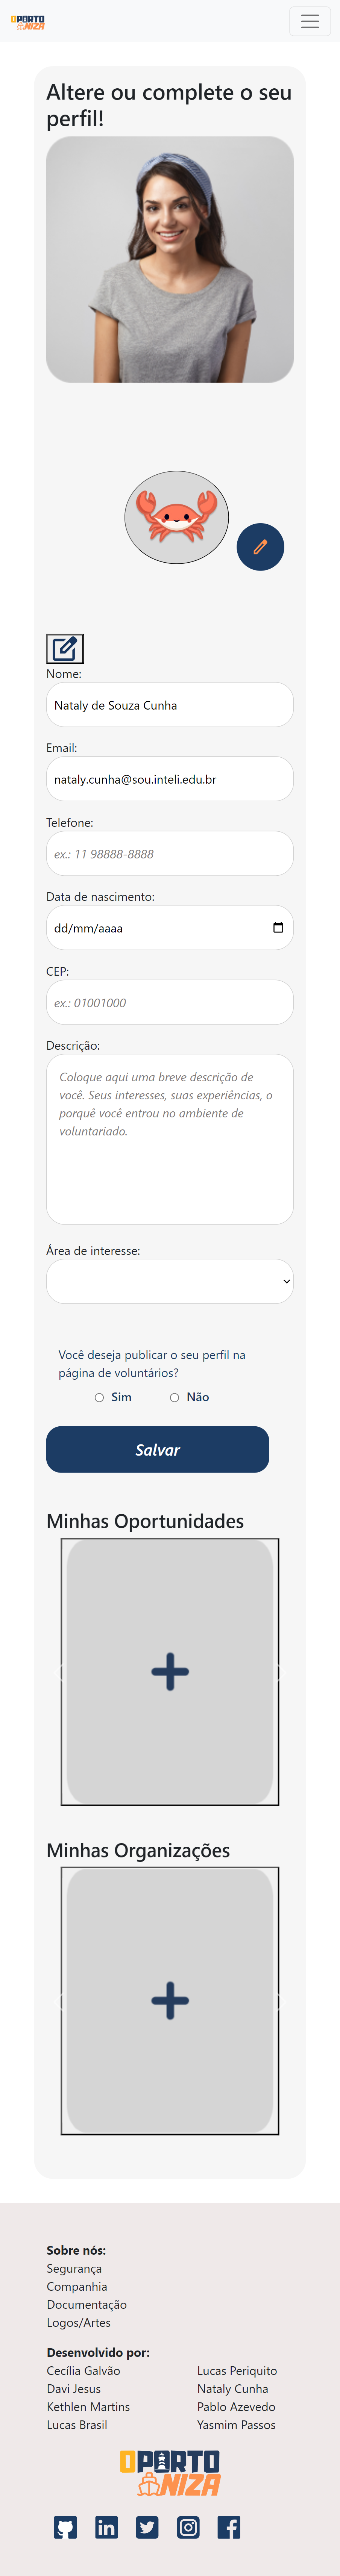 OPORTO
NIZA
Altere ou complete o seu
perfil!
Nome:
Nataly de Souza Cunha
Email:
nataly.cunha@sou.inteli.edu.br
Telefone:
ex.: 11 98888-8888
Data de nascimento:
dd/mm/aaaa
CEP:
ex.: 01001000
Descrição:
Coloque aqui uma breve descrição de
você. Seus interesses, suas experiências, o
porquê você entrou no ambiente de
voluntariado.
Área de interesse:
Você deseja publicar o seu perfil na
página de voluntários?
Sim Não
Salvar
Minhas Oportunidades
Minhas Organizações
Sobre nós:
Segurança
Companhia
Documentação
Logos/Artes
Desenvolvido por:
Cecília Galvão Lucas Periquito
Davi Jesus Nataly Cunha
Kethlen Martins Pablo Azevedo
Lucas Brasil Yasmim Passos
OPORTO
NIZA